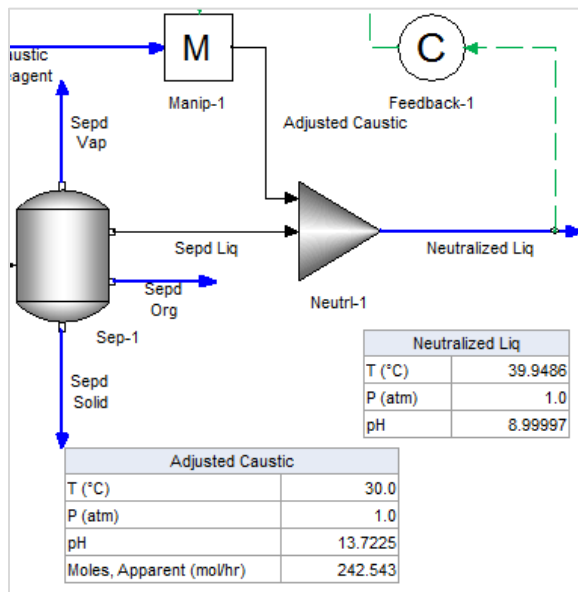 M
C
austic
eagent
Manip-1
Feedback-1
Sepd
Vap
Adjusted Caustic
Sepd Liq
Neutralized Liq
Sepd
Org
Neutrl-1
Sep-1
Sepd
Solid
Neutralized Liq
T (°C) 39.9486
P (atm) 1.0
pH 8.99997
Adjusted Caustic
T (°C) 30.0
P (atm) 1.0
pH 13.7225
Moles, Apparent (mol/hr) 242.543